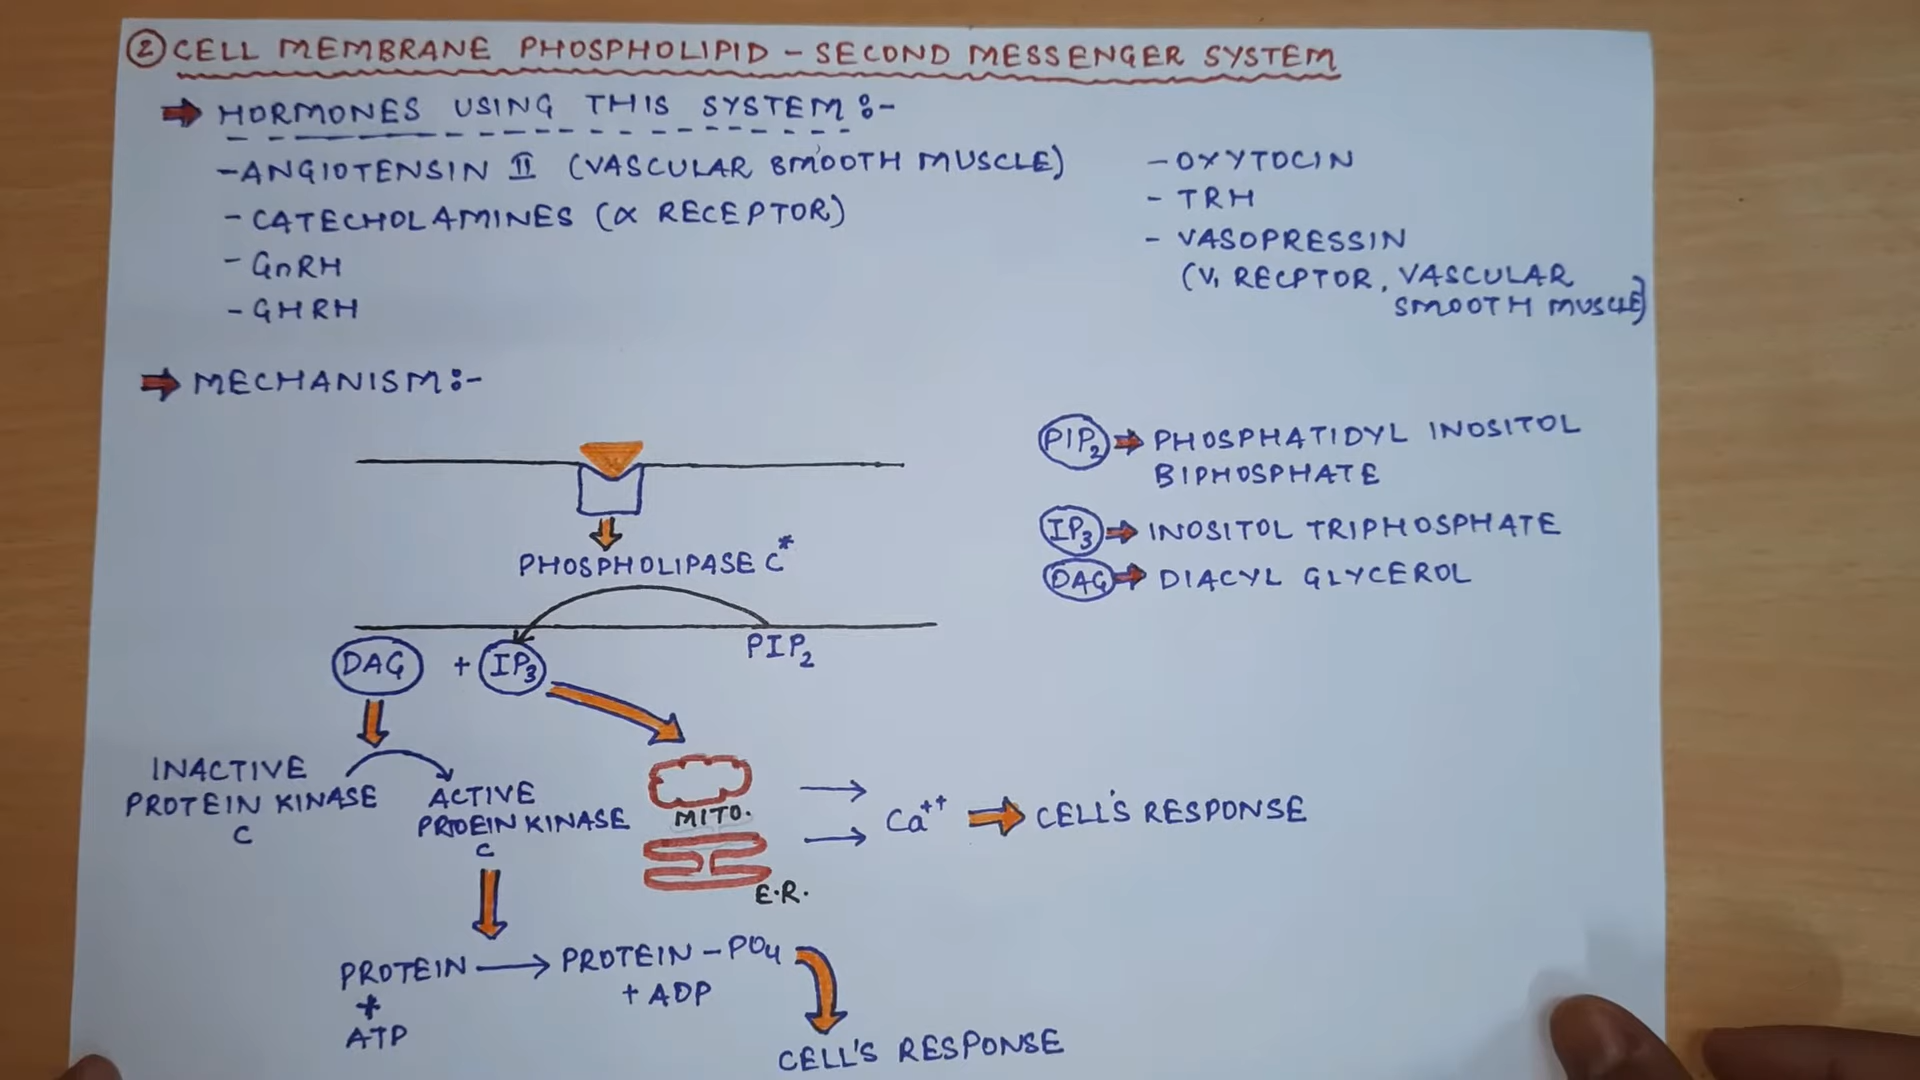 ② CELL MEMBRANE PHOSPHOLIPID - SECOND MESSENGER SYSTEM
HORMONES USING THIS SYSTEM :-
- ANGIOTENSIN II (VASCULAR SMOOTH MUSCLE)
- CATECHOLAMINES (α RECEPTOR)
- GnRH
- GHRH
- OXYTOCIN
- TRH
- VASOPRESSIN
(V₁ RECPTOR, VASCULAR
SMOOTH MUSCLE)
MECHANISM :-
PIP₂ ➡ PHOSPHATIDYL INOSITOL
BIPHOSPHATE
IP₃ ➡ INOSITOL TRIPHOSPHATE
DAG ➡ DIACYL GLYCEROL
PHOSPHOLIPASE C*
PIP₂
DAG + IP₃
INACTIVE
PROTEIN KINASE
C
ACTIVE
PROTEIN KINASE
C
MITO.
E.R.
Ca⁺⁺ ➡ CELL'S RESPONSE
PROTEIN → PROTEIN - PO₄
+ + ADP
ATP
CELL'S RESPONSE